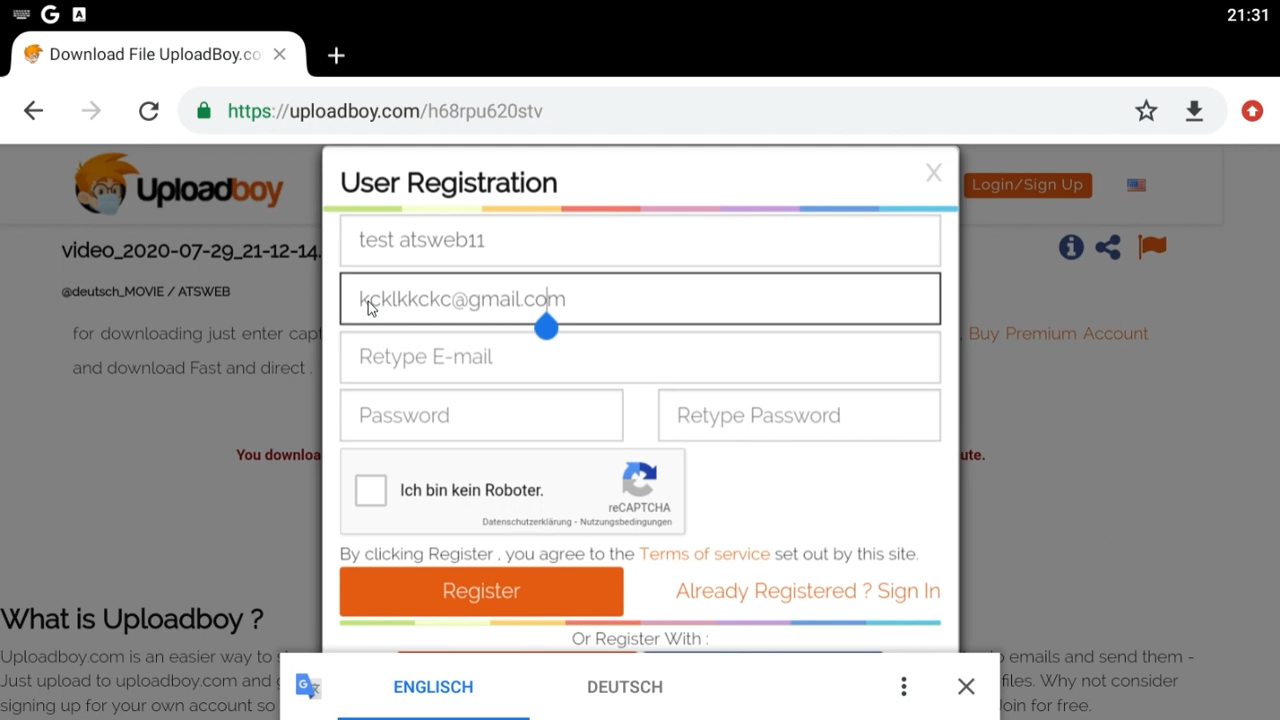 21:31
Download File UploadBoy.co
https://uploadboy.com/h68rpu620stv
Uploadboy
User Registration
X
Login/Sign Up
video_2020-07-29_21-12-14.
@deutsch_MOVIE / ATSWEB
test atsweb11
kcklkkckc@gmail.com
for downloading just enter capt
. Buy Premium Account
and download Fast and direct .
Retype E-mail
Password
Retype Password
You downloa
ute.
Ich bin kein Roboter.
reCAPTCHA
Datenschutzerklärung - Nutzungsbedingungen
By clicking Register , you agree to the Terms of service set out by this site.
Register
Already Registered ? Sign In
Or Register With :
What is Uploadboy ?
Uploadboy.com is an easier way to
emails and send them -
Just upload to uploadboy.com and
files. Why not consider
signing up for your own account so
Join for free.
ENGLISCH
DEUTSCH